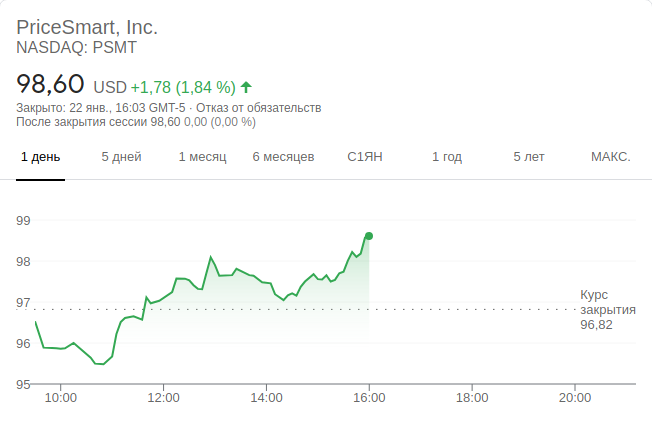 PriceSmart, Inc.
NASDAQ: PSMT
98,60 USD +1,78 (1,84 %)
Закрыто: 22 янв., 16:03 GMT-5 · Отказ от обязательств
После закрытия сессии 98,60 0,00 (0,00 %)
1 день 5 дней 1 месяц 6 месяцев С1ЯН 1 год 5 лет МАКС.
99
98
97
96
95
Курс
закрытия
96.82
10:00 12:00 14:00 16:00 18:00 20:00